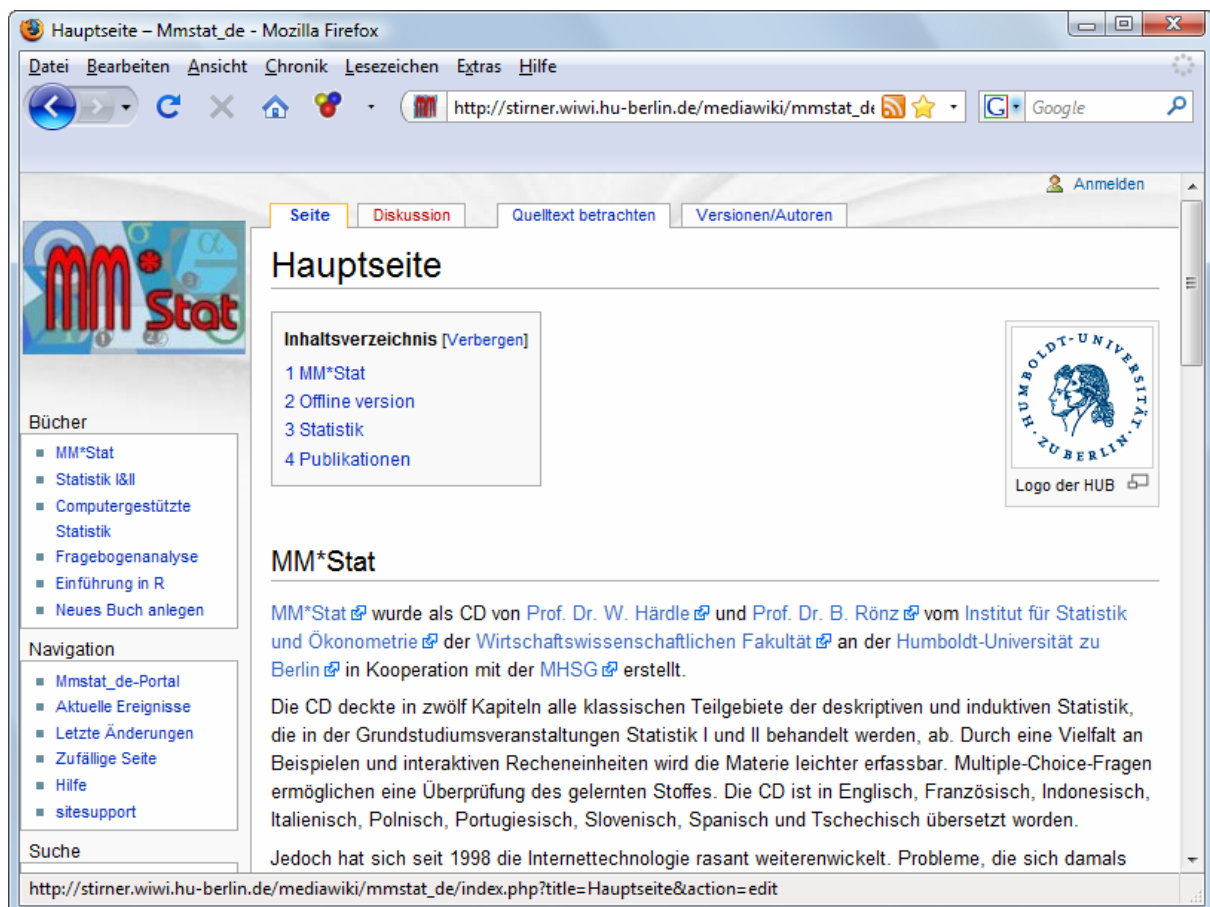 Hauptseite – Mmstat_de - Mozilla Firefox
Datei Bearbeiten Ansicht Chronik Lesezeichen Extras Hilfe
http://stirner.wiwi.hu-berlin.de/mediawiki/mmstat_de
G Google
Anmelden
Seite Diskussion Quelltext betrachten Versionen/Autoren
MM*
Stat
Hauptseite
Inhaltsverzeichnis [Verbergen]
1 MM*Stat
2 Offline version
3 Statistik
4 Publikationen
HUMBOLDT-UNIVERSITÄT
ZU BERLIN
Logo der HUB
Bücher
MM*Stat
Statistik I&II
Computergestützte
Statistik
Fragebogenanalyse
Einführung in R
Neues Buch anlegen
Navigation
Mmstat_de-Portal
Aktuelle Ereignisse
Letzte Änderungen
Zufällige Seite
Hilfe
sitesupport
Suche
MM*Stat
MM*Stat wurde als CD von Prof. Dr. W. Härdle und Prof. Dr. B. Rönz vom Institut für Statistik
und Ökonometrie der Wirtschaftswissenschaftlichen Fakultät an der Humboldt-Universität zu
Berlin in Kooperation mit der MHSG erstellt.
Die CD deckte in zwölf Kapiteln alle klassischen Teilgebiete der deskriptiven und induktiven Statistik,
die in der Grundstudiumsveranstaltungen Statistik I und II behandelt werden, ab. Durch eine Vielfalt an
Beispielen und interaktiven Recheneinheiten wird die Materie leichter erfassbar. Multiple-Choice-Fragen
ermöglichen eine Überprüfung des gelernten Stoffes. Die CD ist in Englisch, Französisch, Indonesisch,
Italienisch, Polnisch, Portugiesisch, Slovenisch, Spanisch und Tschechisch übersetzt worden.
Jedoch hat sich seit 1998 die Internettechnologie rasant weiterenwickelt. Probleme, die sich damals
http://stirner.wiwi.hu-berlin.de/mediawiki/mmstat_de/index.php?title=Hauptseite&action=edit